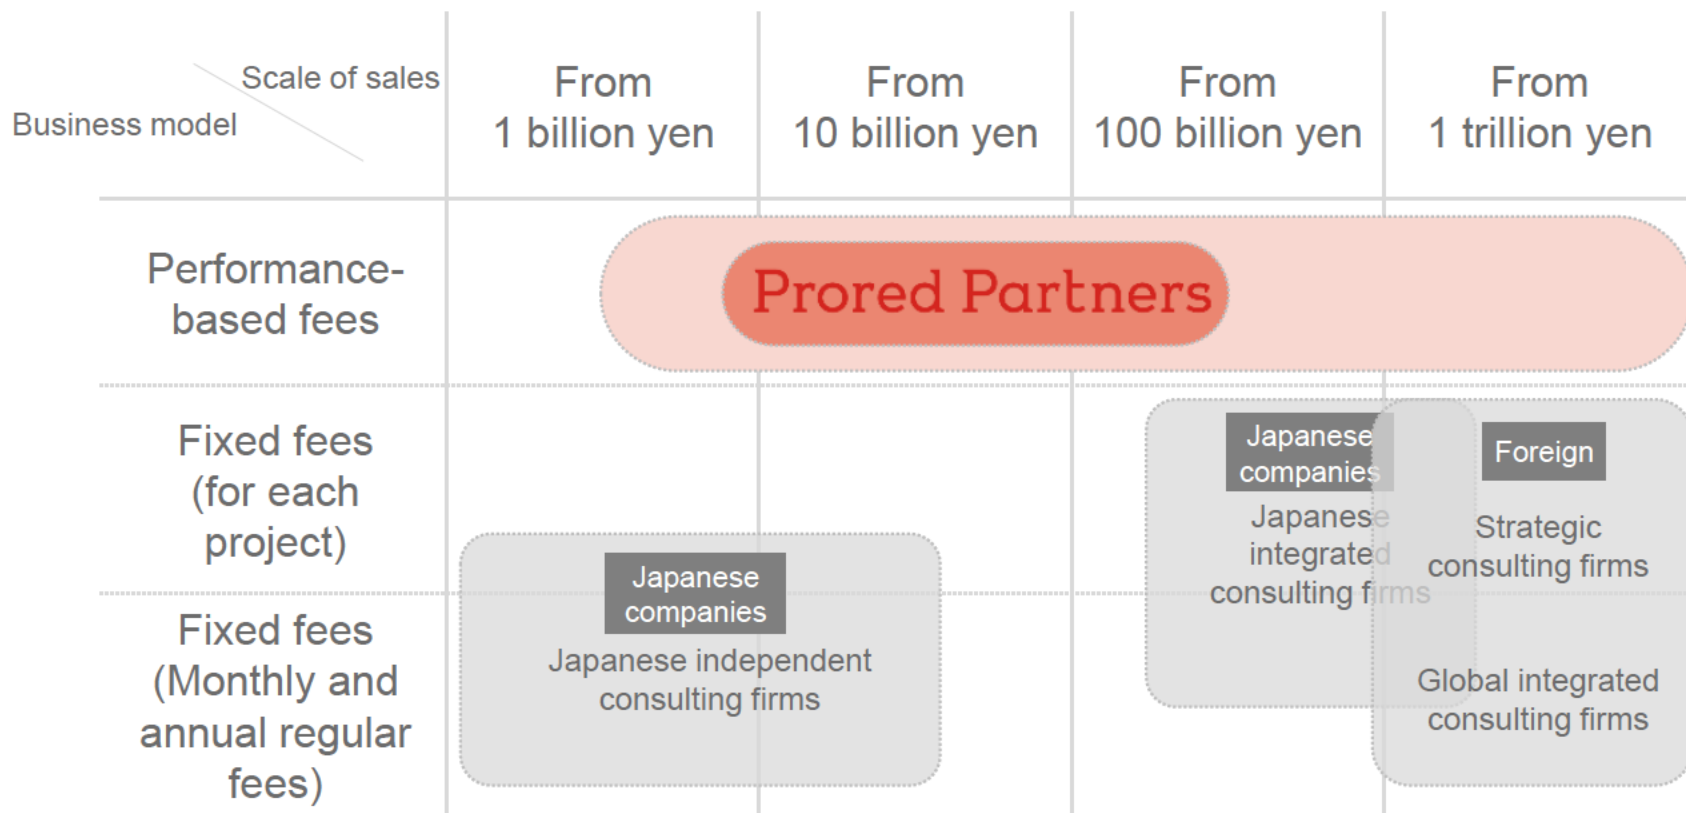 Scale of sales
Business model
From
1 billion yen
From
10 billion yen
From
100 billion yen
From
1 trillion yen
Performance-
based fees
Prored Partners
Fixed fees
(for each
project)
Japanese
companies
Japanese
integrated
consulting firms
Foreign
Strategic
consulting firms
Fixed fees
(Monthly and
annual regular
fees)
Japanese
companies
Japanese independent
consulting firms
Global integrated
consulting firms